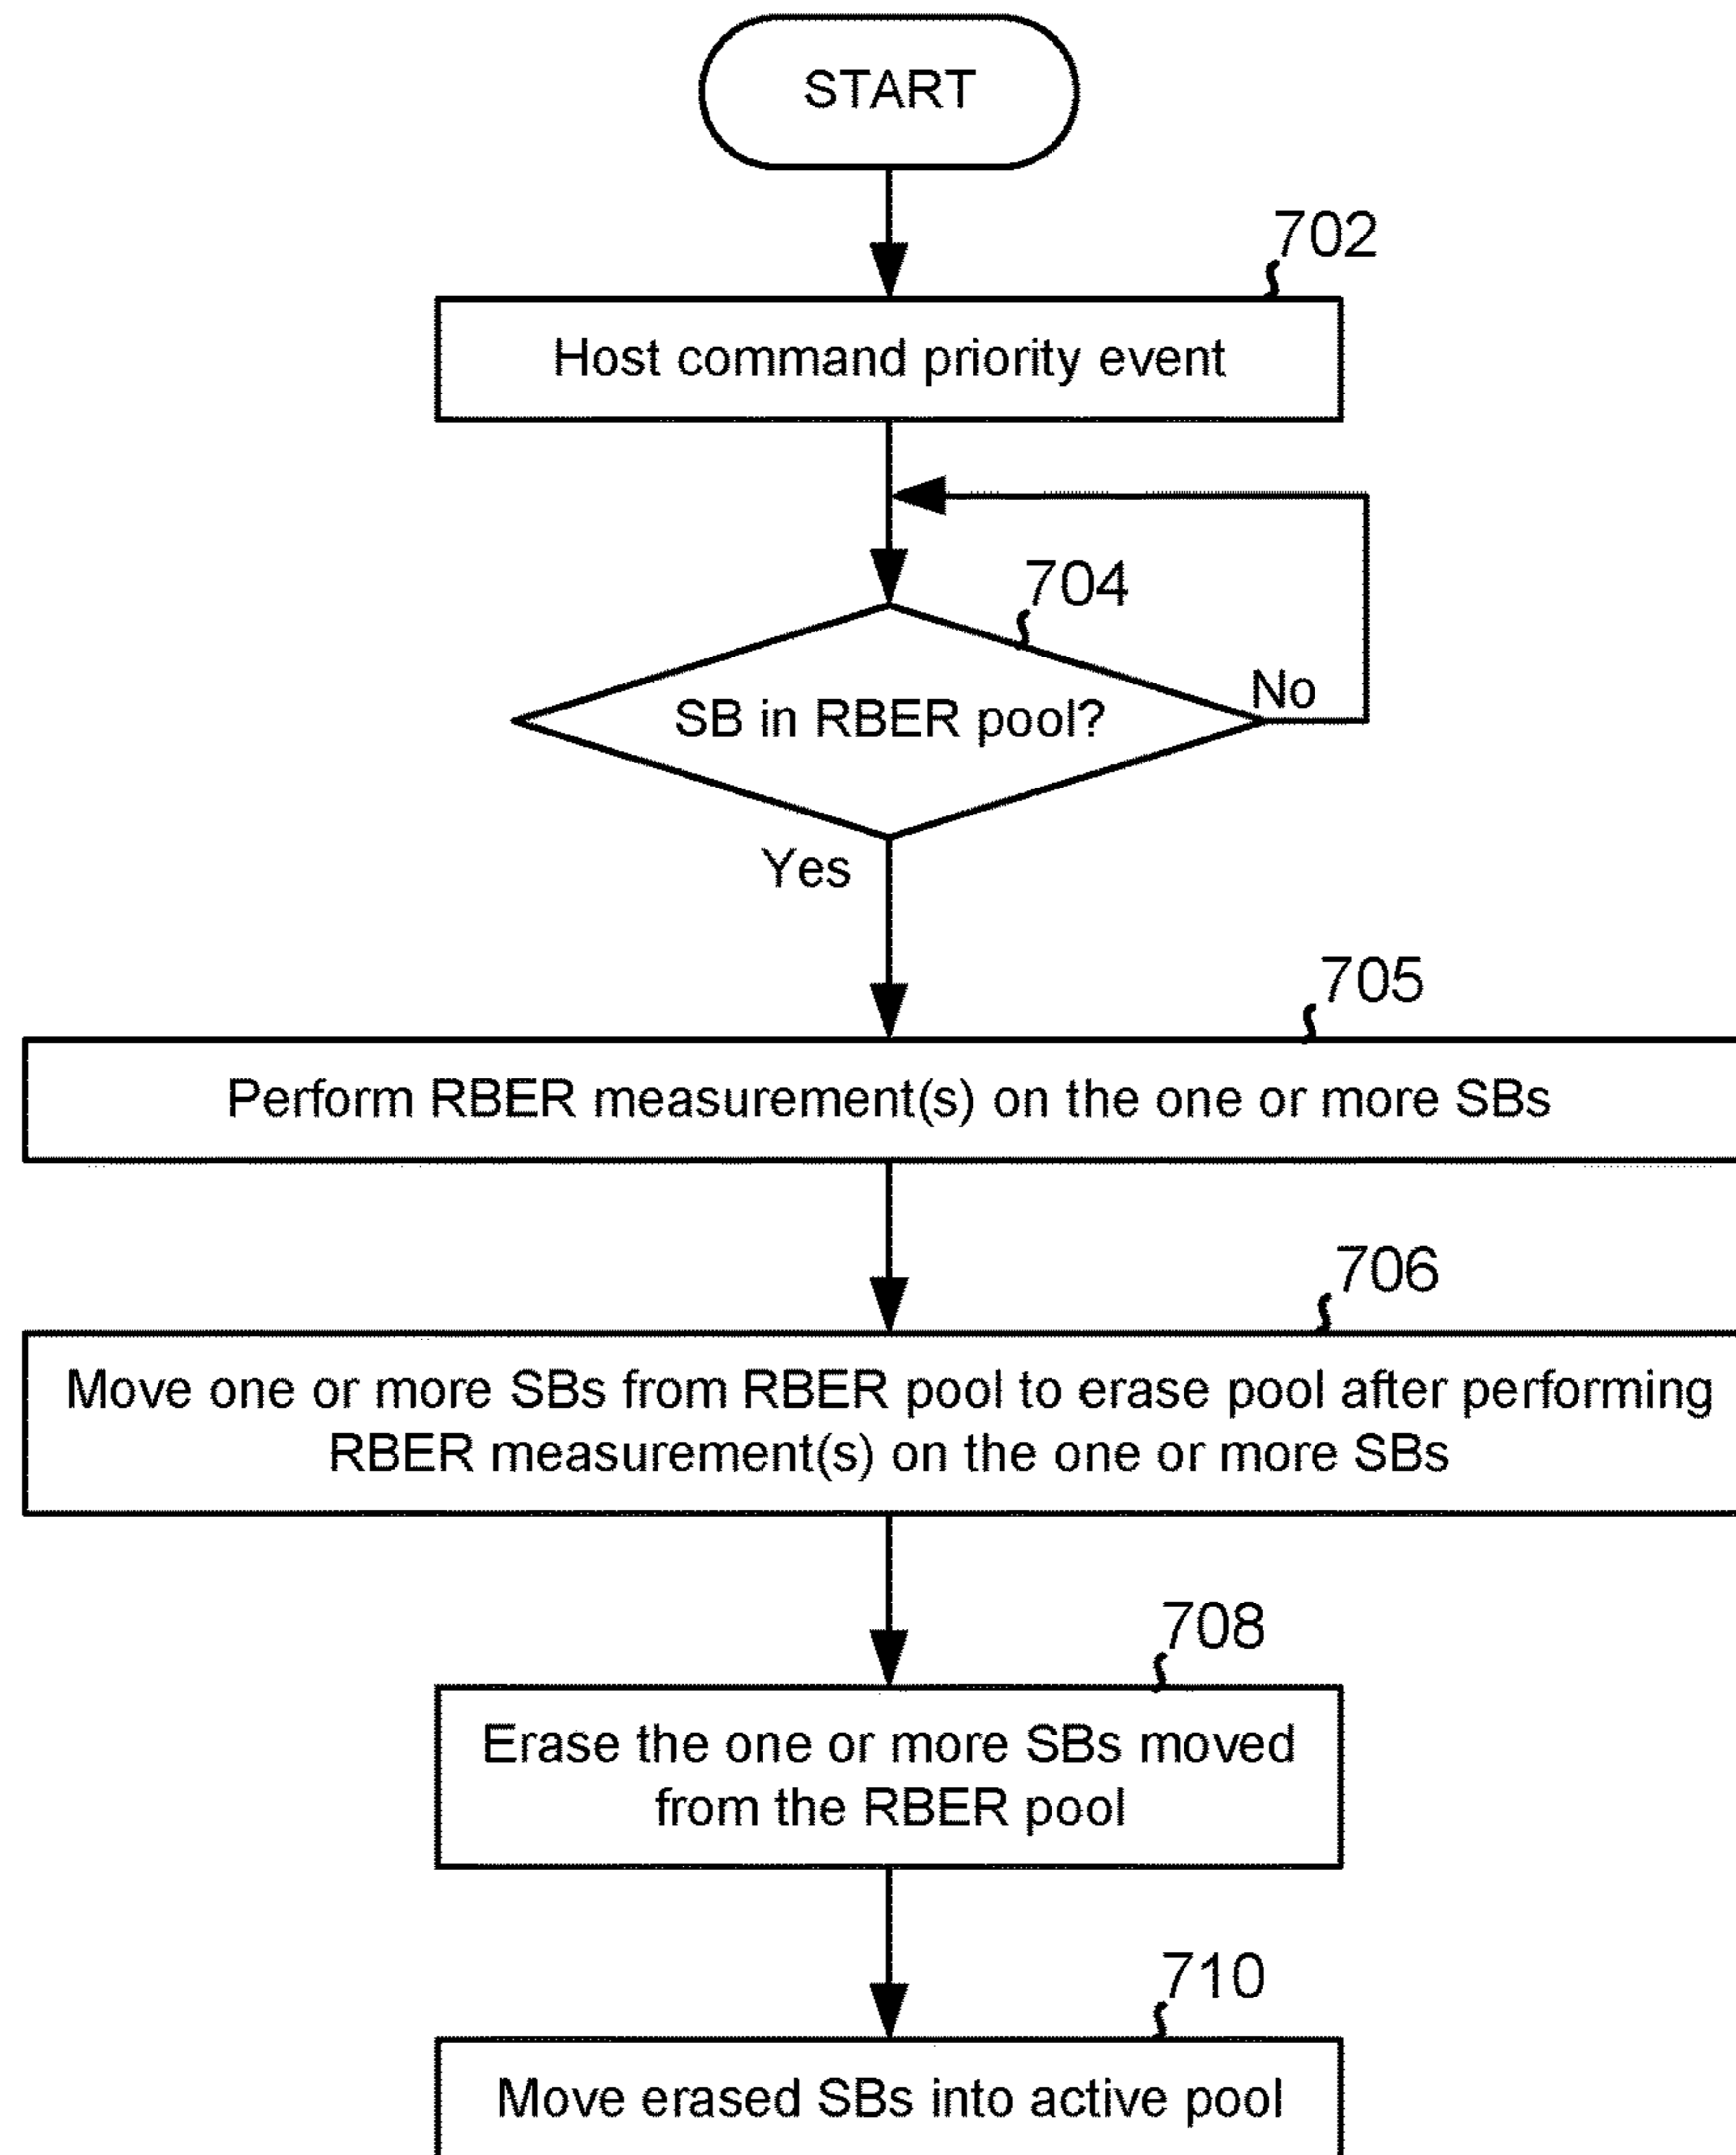 START
702
Host command priority event
704
SB in RBER pool?
No
Yes
705
Perform RBER measurement(s) on the one or more SBs
706
Move one or more SBs from RBER pool to erase pool after performing
RBER measurement(s) on the one or more SBs
708
Erase the one or more SBs moved
from the RBER pool
710
Move erased SBs into active pool